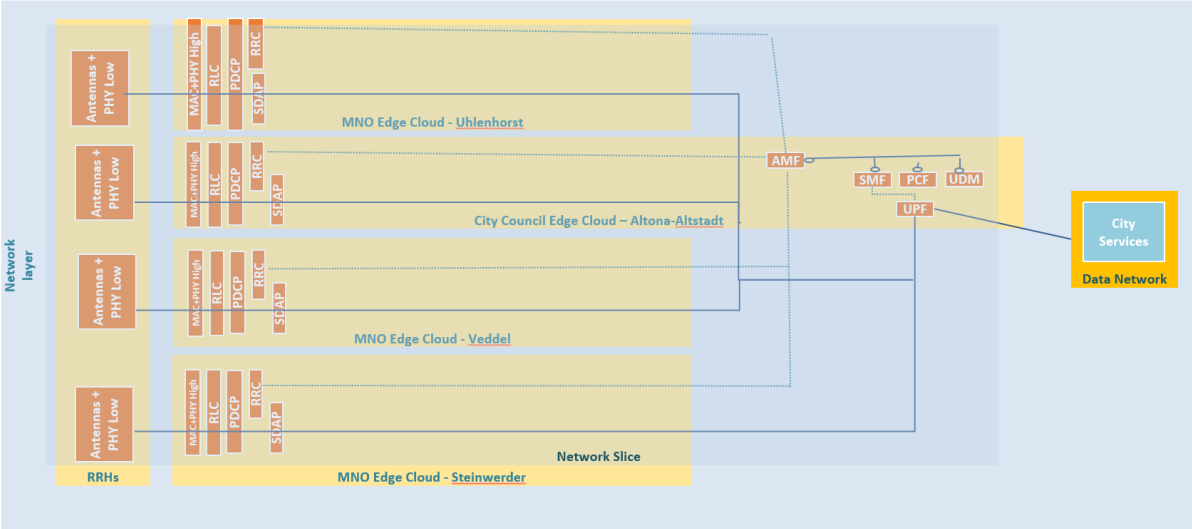 Network
layer
Antennas +
PHY Low
MAC+PHY High
RLC
PDCP
RRC
SDAP
MNO Edge Cloud - Uhlenhorst
Antennas +
PHY Low
MAC+PHY High
RLC
PDCP
RRC
SDAP
City Council Edge Cloud – Altona-Altstadt
AMF
SMF
PCF
UDM
UPF
City
Services
Data Network
Antennas +
PHY Low
MAC+PHY High
RLC
PDCP
RRC
SDAP
MNO Edge Cloud - Veddel
Antennas +
PHY Low
MAC+PHY High
RLC
PDCP
RRC
SDAP
Network Slice
RRHs
MNO Edge Cloud - Steinwerder